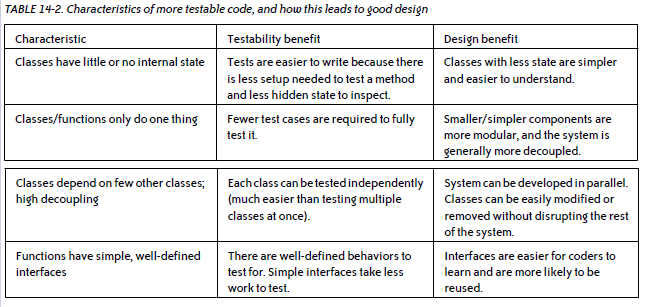 TABLE 14-2. Characteristics of more testable code, and how this leads to good design
Characteristic
Testability benefit
Design benefit
Classes have little or no internal state
Tests are easier to write because there
is less setup needed to test a method
and less hidden state to inspect.
Classes with less state are simpler
and easier to understand.
Classes/functions only do one thing
Fewer test cases are required to fully
test it.
Smaller/simpler components are
more modular, and the system is
generally more decoupled.
Classes depend on few other classes;
high decoupling
Each class can be tested independently
(much easier than testing multiple
classes at once).
System can be developed in parallel.
Classes can be easily modified or
removed without disrupting the rest
of the system.
Functions have simple, well-defined
interfaces
There are well-defined behaviors to
test for. Simple interfaces take less
work to test.
Interfaces are easier for coders to
learn and are more likely to be
reused.